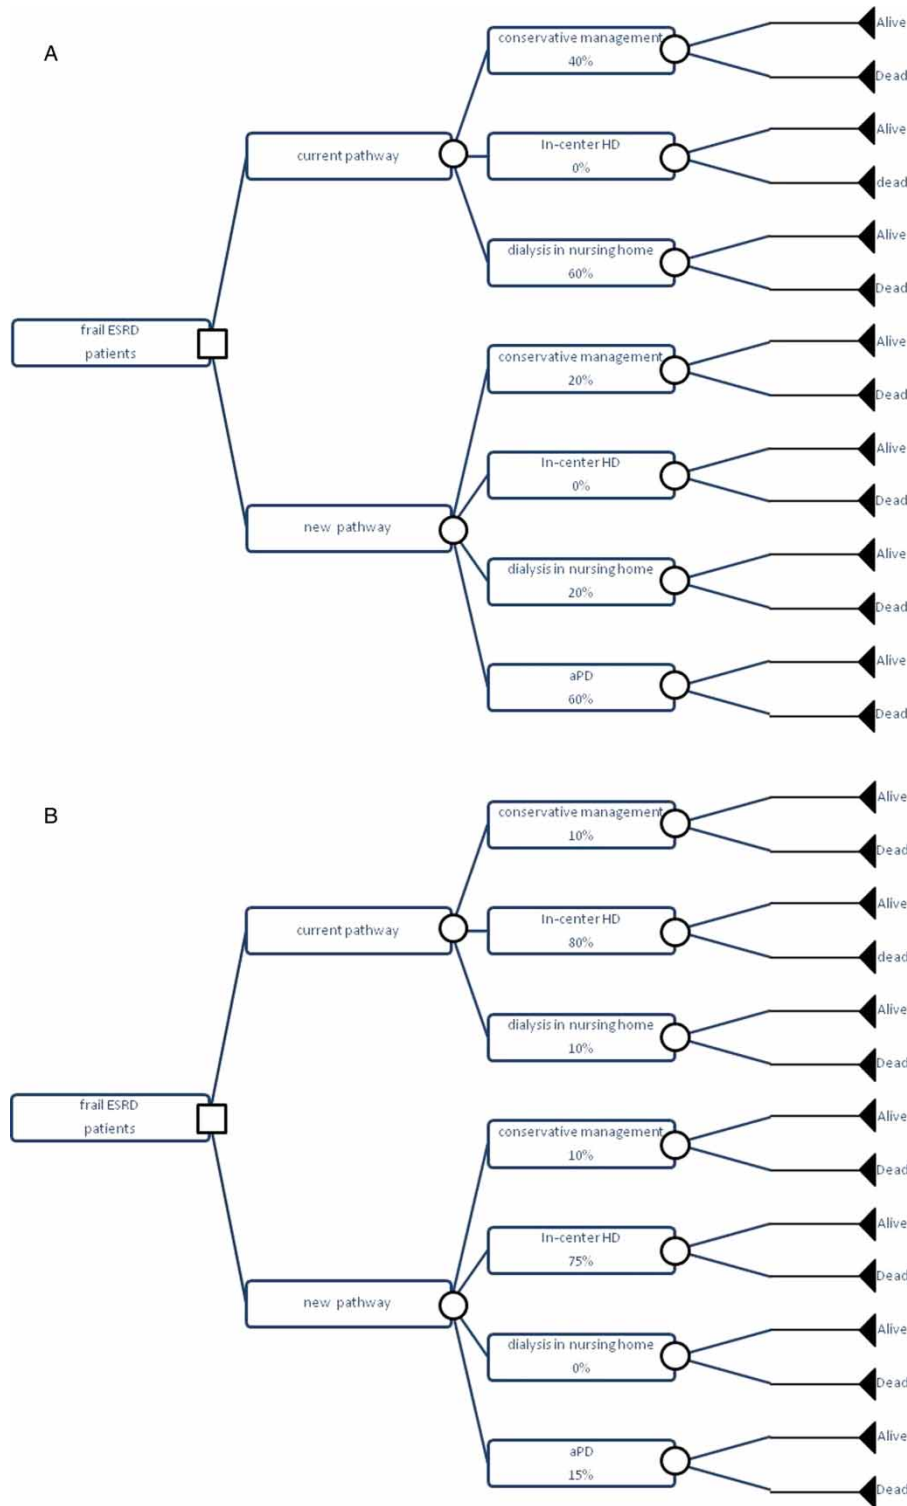 A
conservative management
40%
Alive
Dead
current pathway
In-center HD
0%
Alive
dead
dialysis in nursing home
60%
Alive
Dead
frail ESRD
patients
conservative management
20%
Alive
Dead
In-center HD
0%
Alive
Dead
new pathway
dialysis in nursing home
20%
Alive
Dead
aPD
60%
Alive
Dead
B
conservative management
10%
Alive
Dead
current pathway
In-center HD
80%
Alive
dead
dialysis in nursing home
10%
Alive
Dead
frail ESRD
patients
conservative management
10%
Alive
Dead
In-center HD
75%
Alive
Dead
new pathway
dialysis in nursing home
0%
Alive
Dead
aPD
15%
Alive
Dead